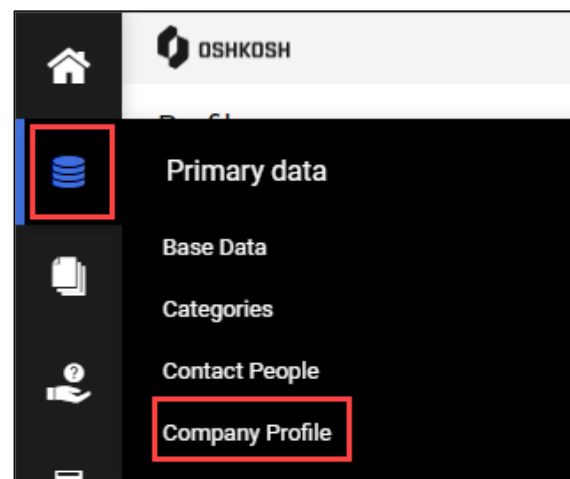 OSHKOSH
Primary data
Base Data
Categories
Contact People
Company Profile